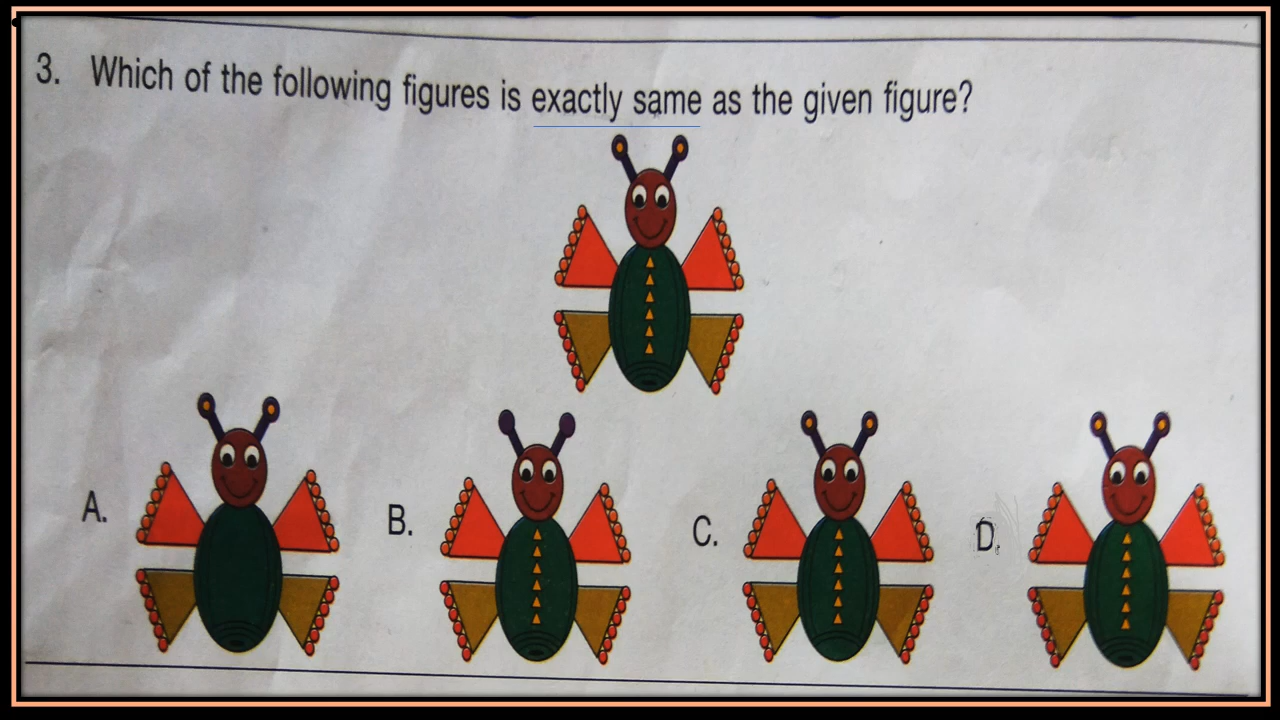 3. Which of the following figures is exactly same as the given figure?
A.
B.
C.
D.